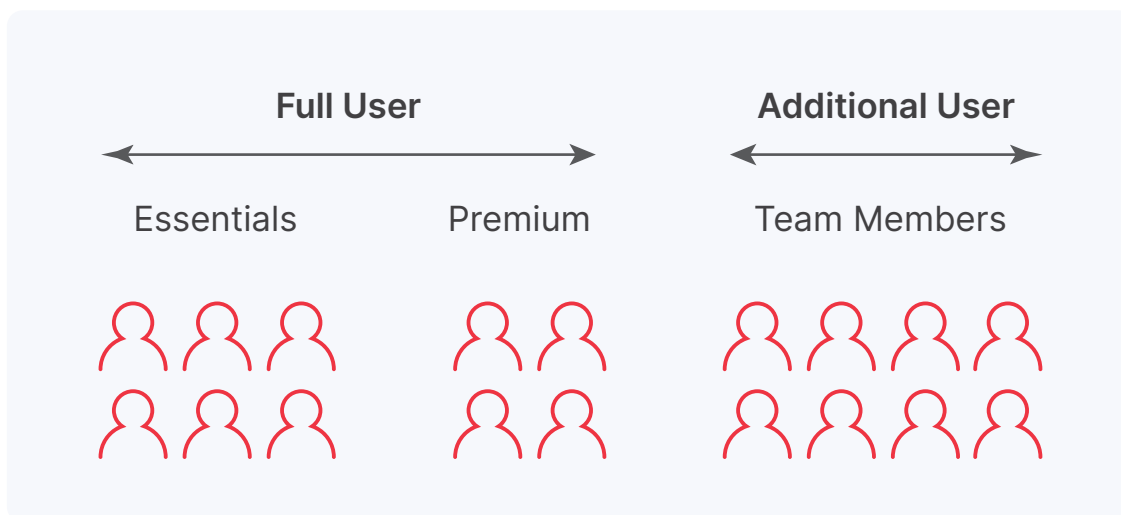 Full User
Additional User
Essentials
Premium
Team Members